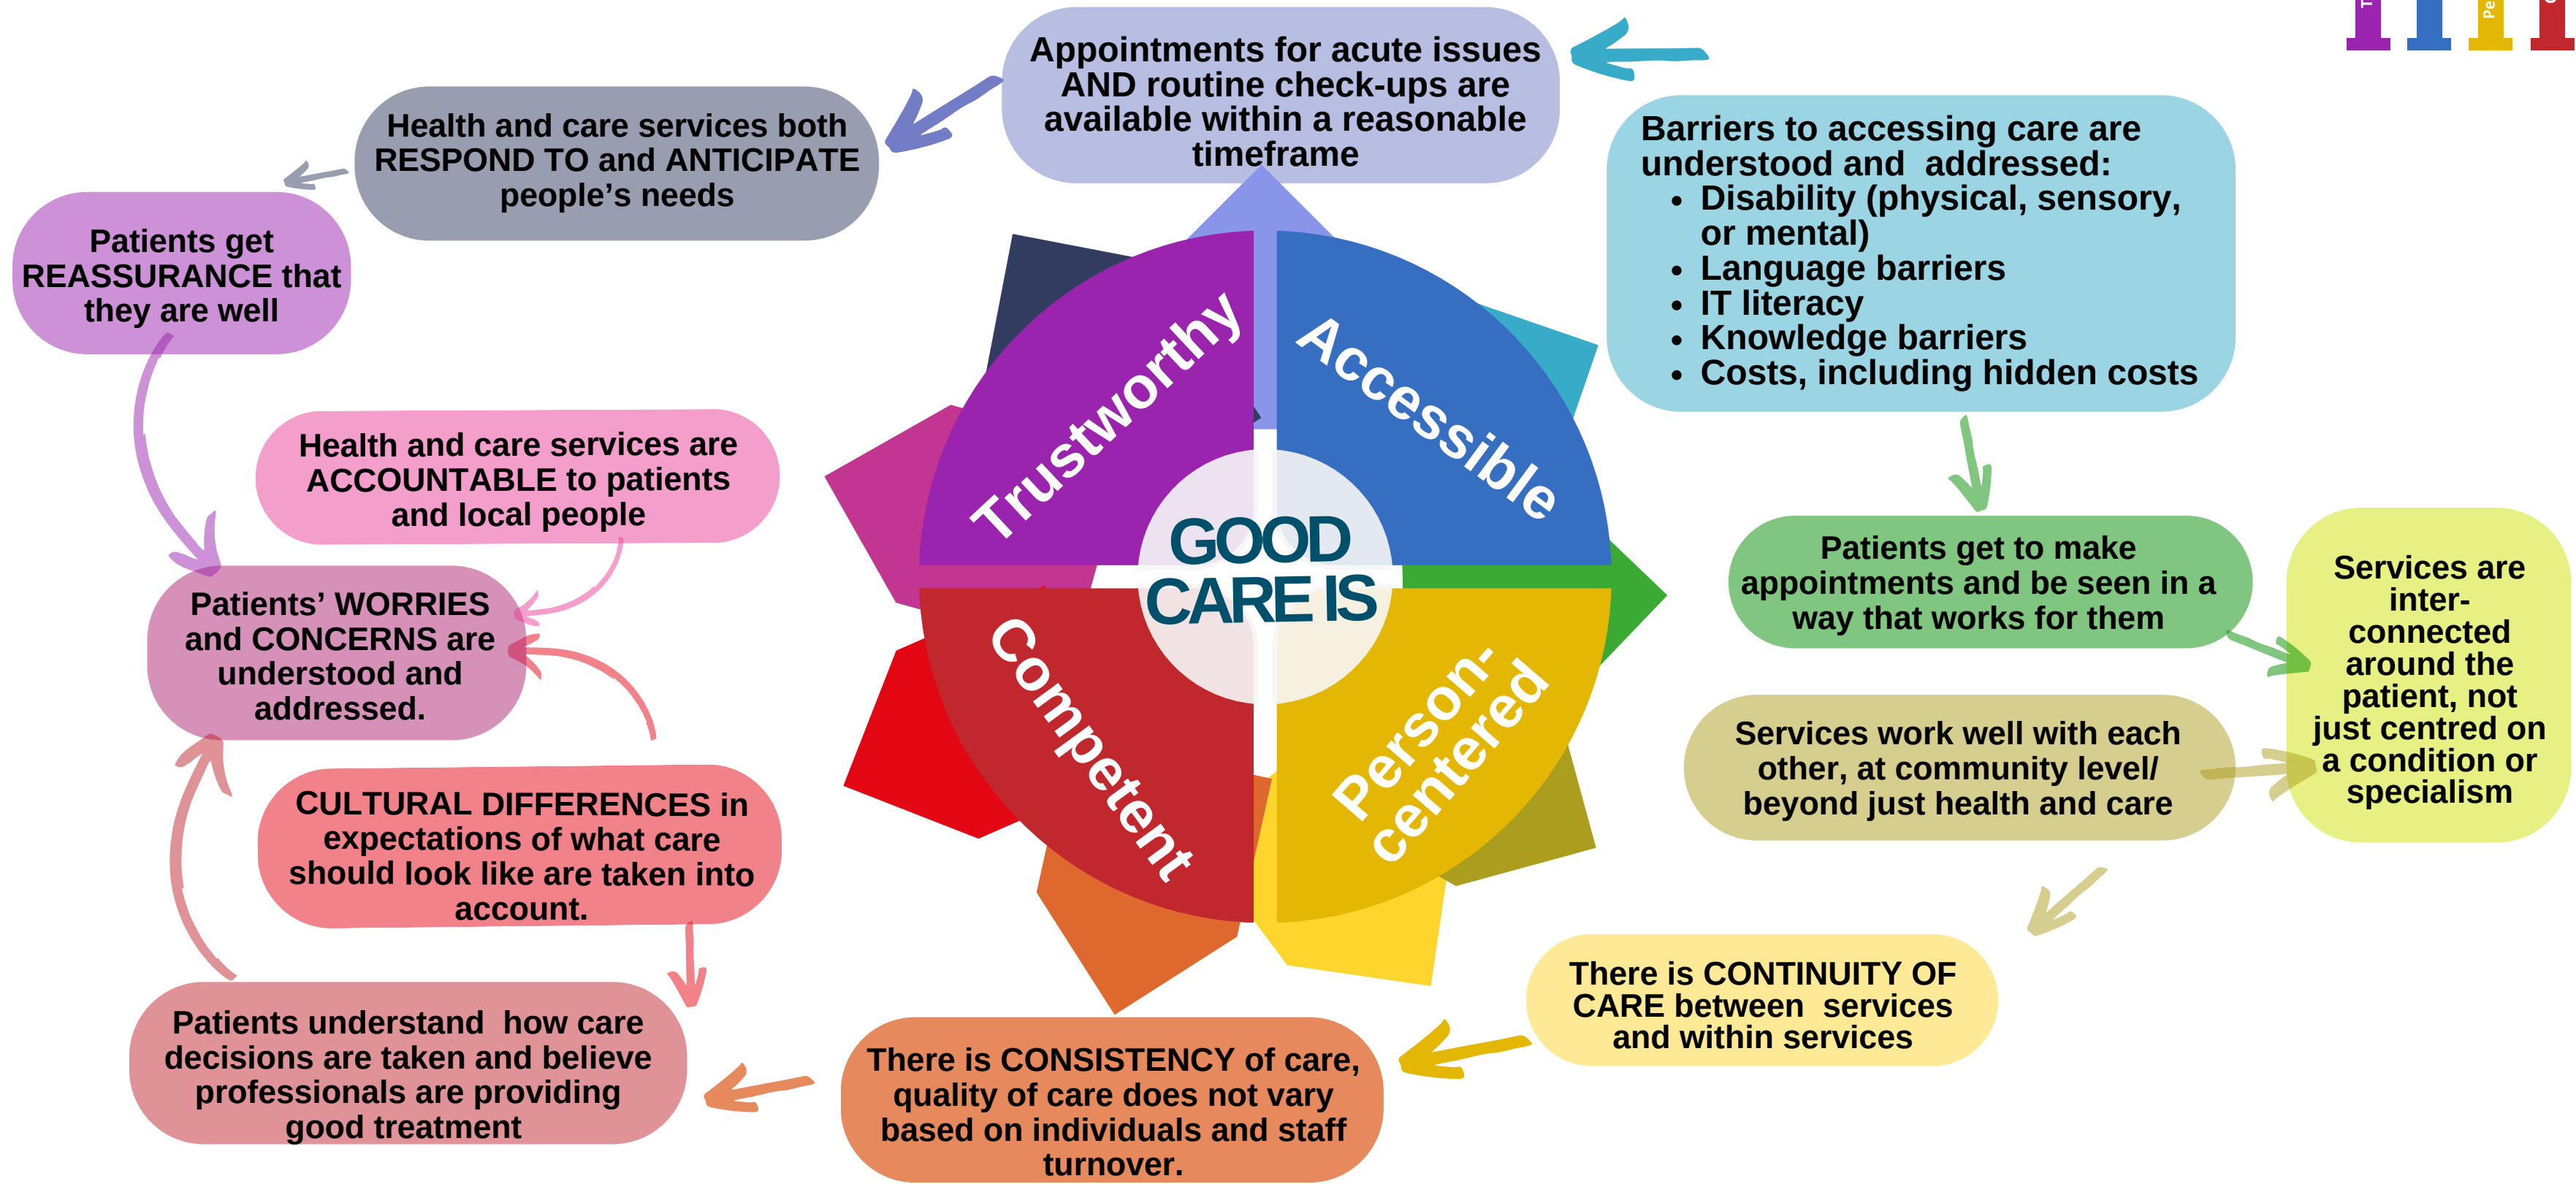 Appointments for acute issues
AND routine check-ups are
available within a reasonable
timeframe
Health and care services both
RESPOND TO and ANTICIPATE
people’s needs
Patients get
REASSURANCE that
they are well
Barriers to accessing care are
understood and  addressed:
• Disability (physical, sensory,
or mental)
• Language barriers
• IT literacy
• Knowledge barriers
• Costs, including hidden costs
Health and care services are
ACCOUNTABLE to patients
and local people
Trustworthy
Accessible
GOOD
CARE IS
Competent
Person-
centered
Patients get to make
appointments and be seen in a
way that works for them
Services are
inter-
connected
around the
patient, not
just centred on
a condition or
specialism
Patients’ WORRIES
and CONCERNS are
understood and
addressed.
Services work well with each
other, at community level/
beyond just health and care
CULTURAL DIFFERENCES in
expectations of what care
should look like are taken into
account.
There is CONTINUITY OF
CARE between  services
and within services
Patients understand  how care
decisions are taken and believe
professionals are providing
good treatment
There is CONSISTENCY of care,
quality of care does not vary
based on individuals and staff
turnover.